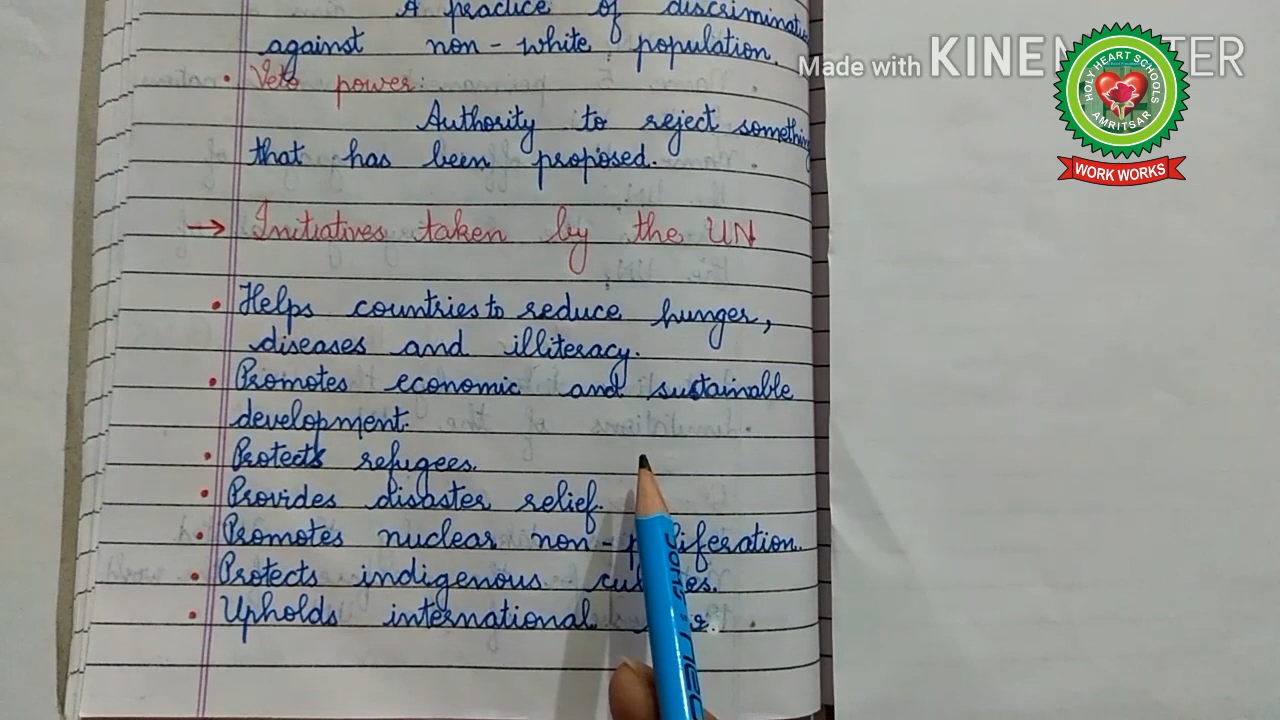 A practice of discriminatio
against non-white population.
• Veto power
Authority to reject something
that has been proposed.
→ Initiatives taken by the UN
• Helps countries to reduce hunger,
diseases and illiteracy.
• Promotes economic and sustainable
development.
• Protects refugees.
• Provides disaster relief.
• Promotes nuclear non-proliferation.
• Protects indigenous cultures.
• Upholds international
Made with KINEMASTER
HOLY HEART SCHOOLS
AMRITSAR
WORK WORKS